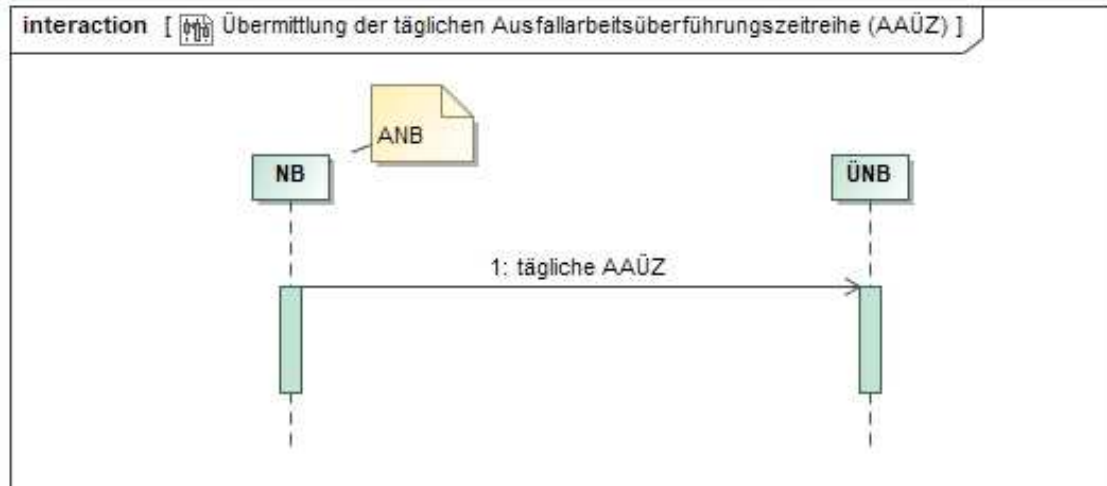 interaction [ Übermittlung der täglichen Ausfallarbeitsüberführungszeitreihe (AAÜZ) ]
ANB
NB
ÜNB
1: tägliche AAÜZ